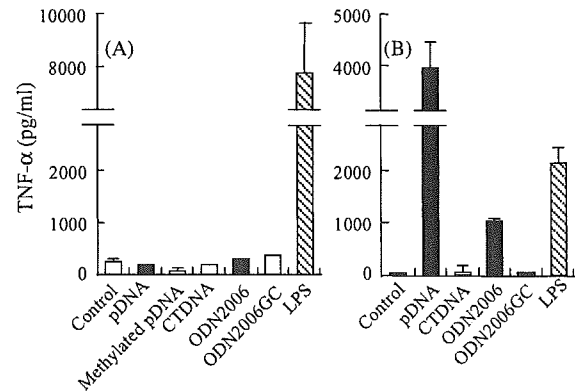 10000
8000
2000
1000
0
TNF-α (pg/ml)
(A)
Control
pDNA
Methylated pDNA
CTDNA
ODN2006
ODN2006GC
LPS
5000
4000
2000
1000
0
(B)
Control
pDNA
CTDNA
ODN2006
ODN2006GC
LPS